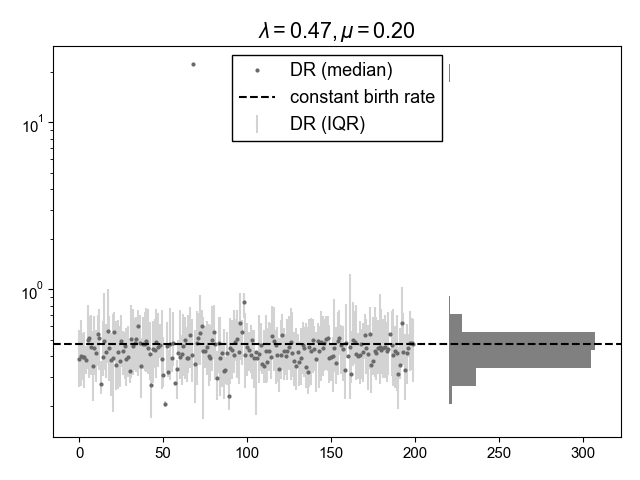 λ = 0.47, μ = 0.20
DR (median)
constant birth rate
DR (IQR)
10¹
10⁰
0 50 100 150 200 250 300